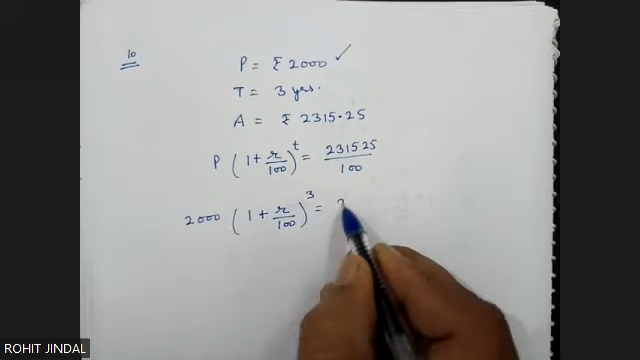 10
P = ₹ 2000 ✓
T = 3 yrs.
A = ₹ 2315.25
P (1 + r/100)^t = 231525/100
2000 (1 + r/100)^3 =
ROHIT JINDAL